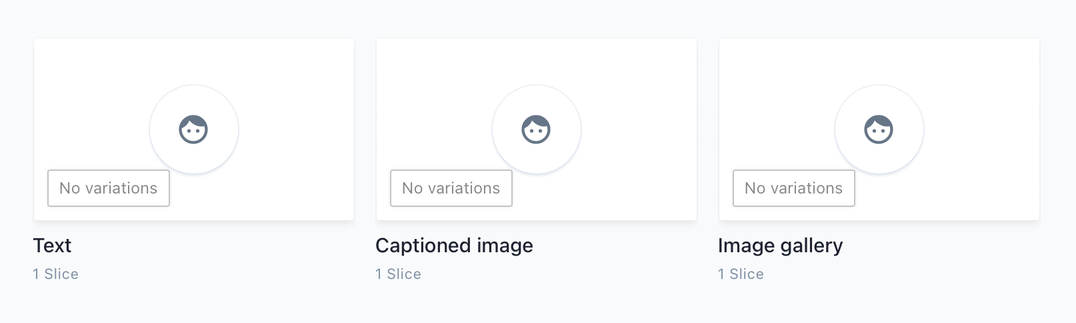 No variations
Text
1 Slice
No variations
Captioned image
1 Slice
No variations
Image gallery
1 Slice